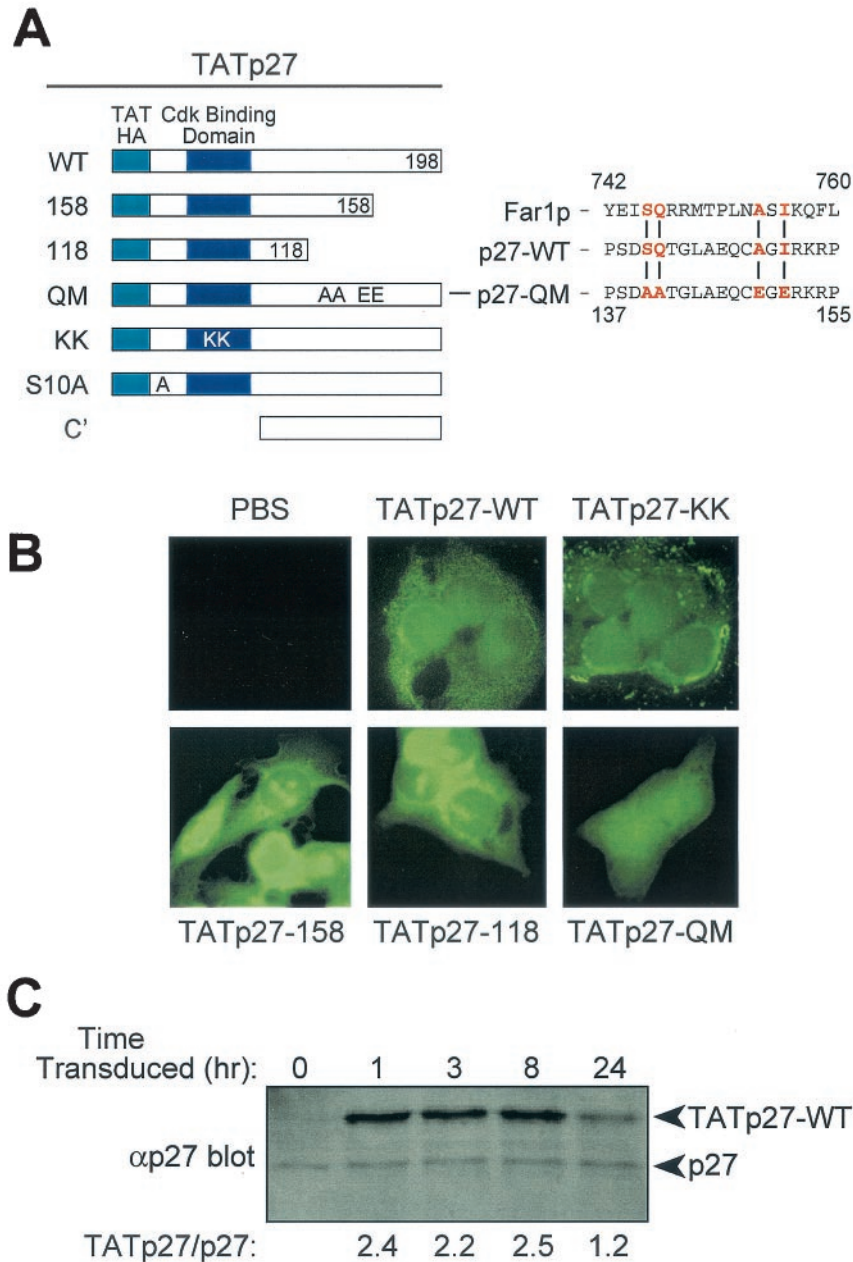 A
TATp27
TAT Cdk Binding
HA Domain
WT 198
158 158
118 118
QM AA EE
KK KK
S10A A
C'
742 760
Far1p - YEISQRRMTPLNASIKQFL
p27-WT - PSDSQTGLAEQCAGIRKRP
p27-QM - PSDAATGLAEQCEGERKRP
137 155
B
PBS TATp27-WT TATp27-KK
TATp27-158 TATp27-118 TATp27-QM
C
Time
Transduced (hr): 0 1 3 8 24
TATp27-WT
αp27 blot
p27
TATp27/p27: 2.4 2.2 2.5 1.2